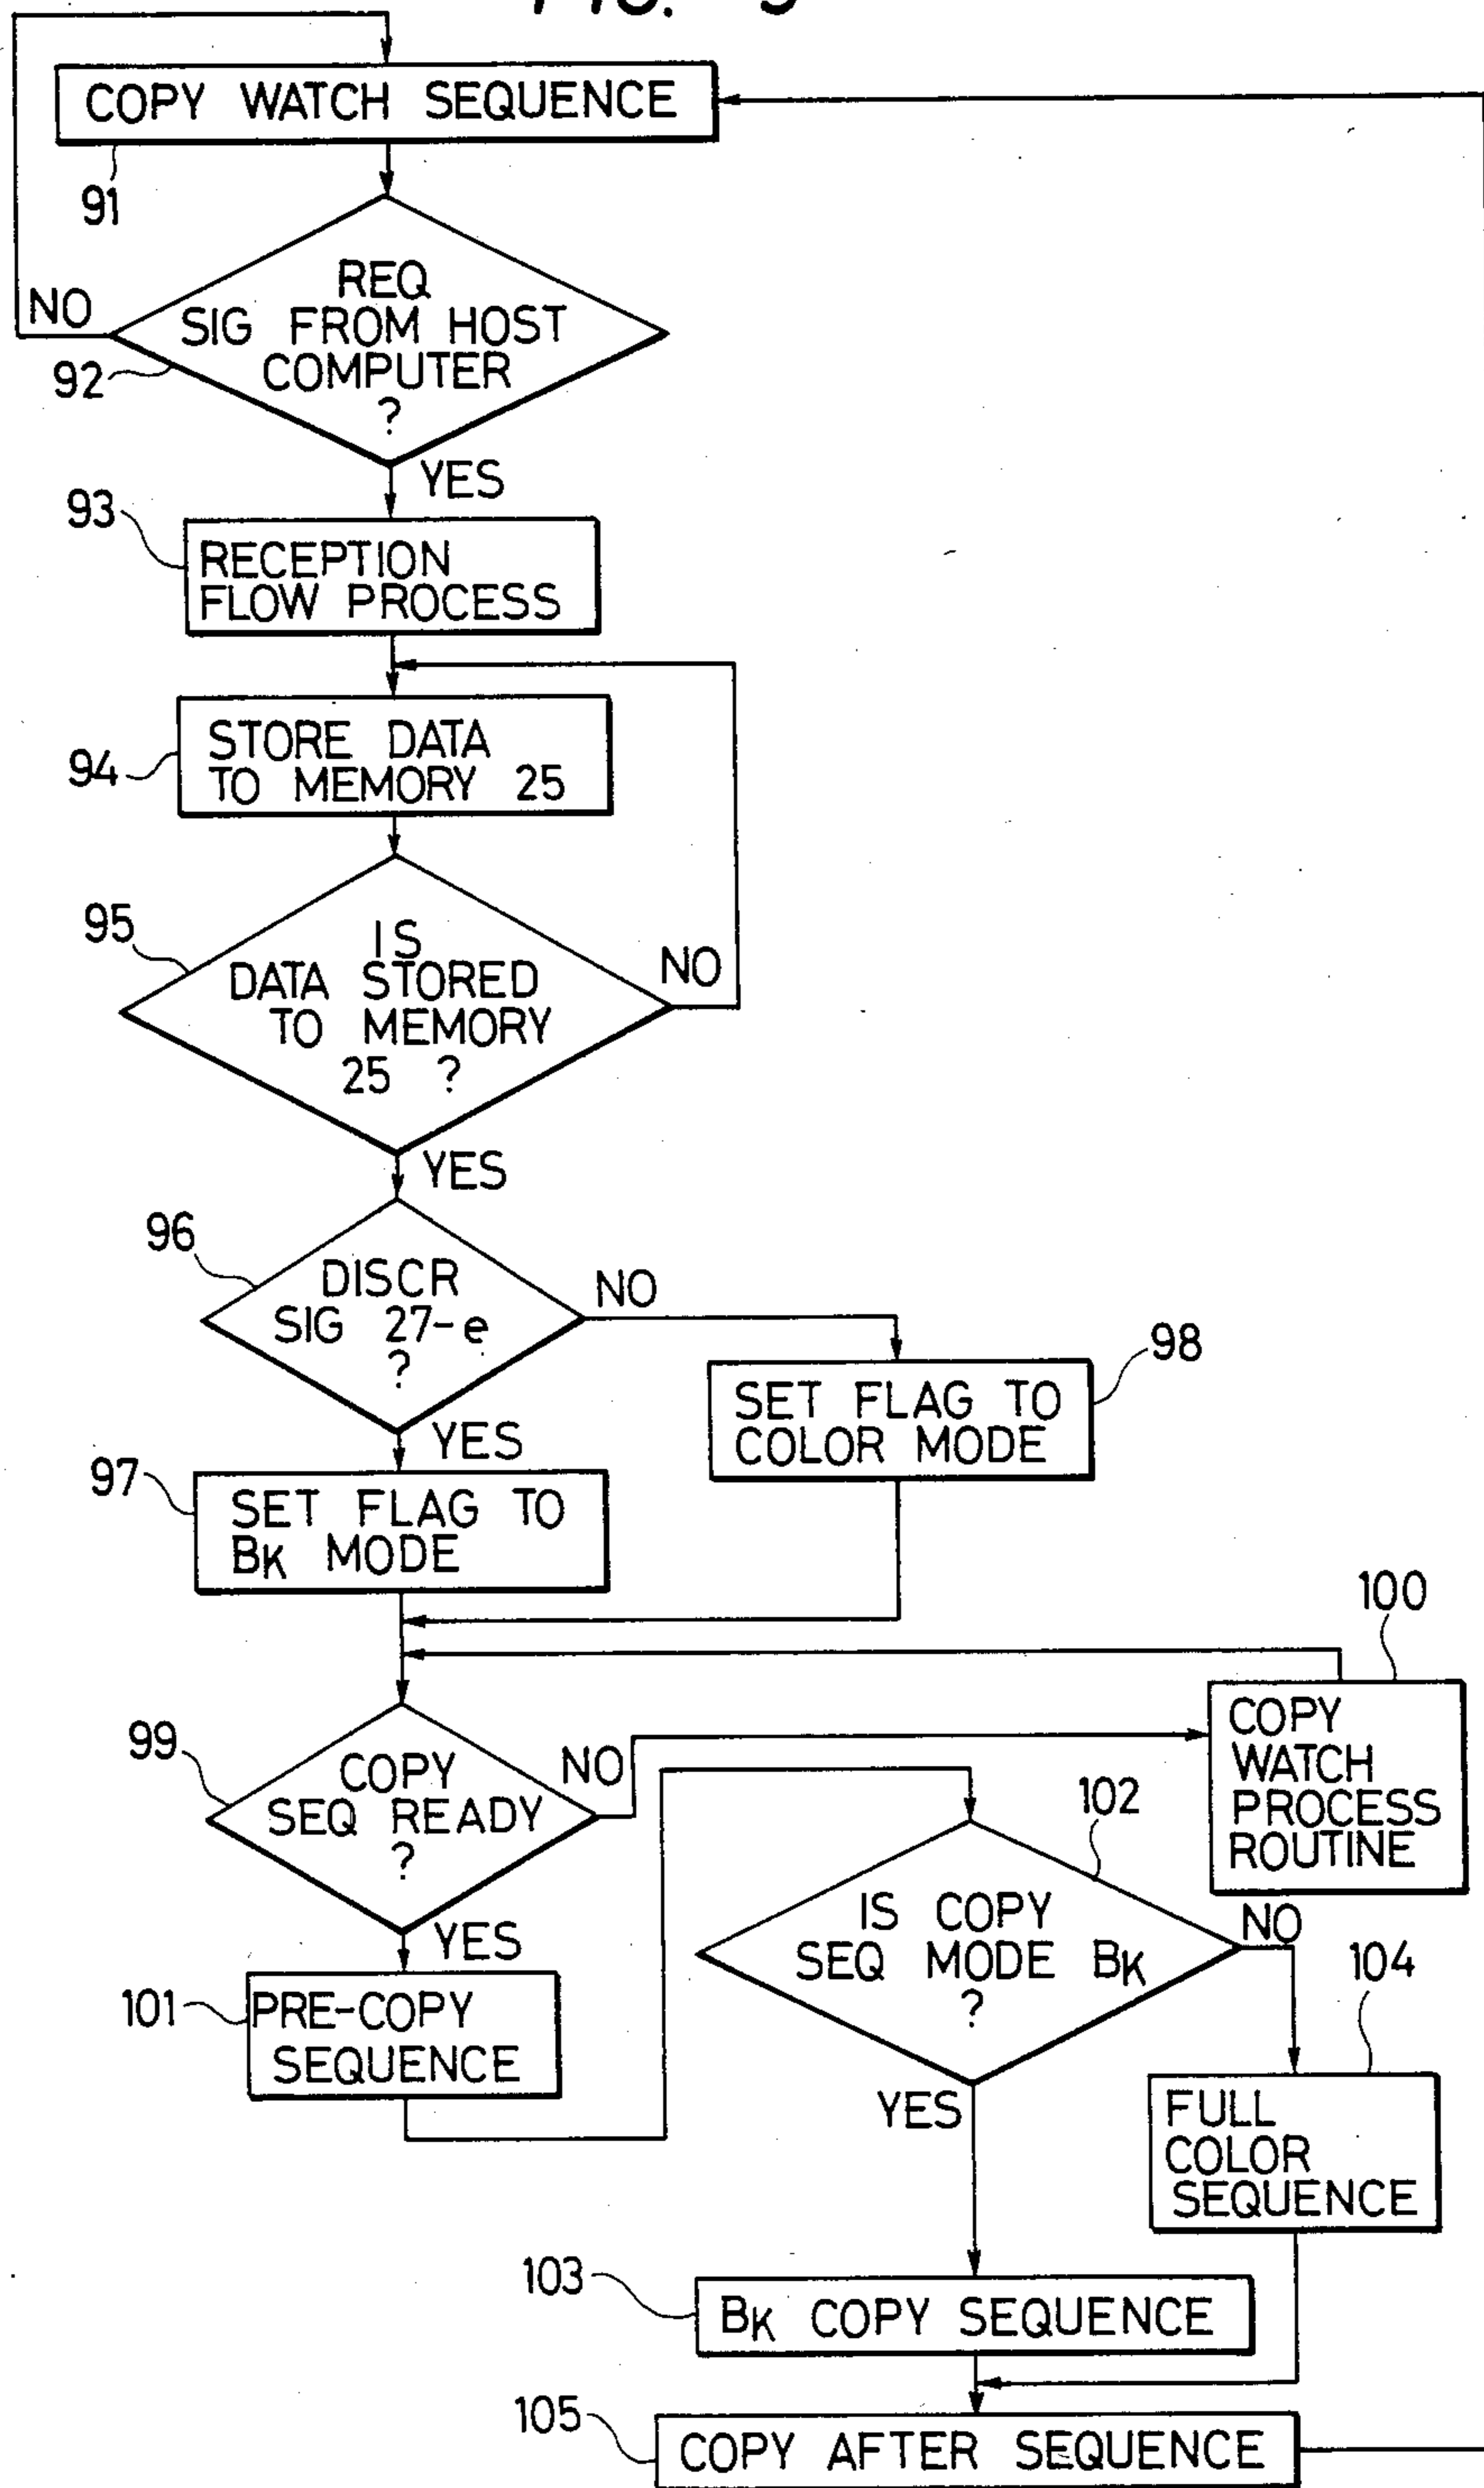 COPY WATCH SEQUENCE
91
REQ
SIG FROM HOST
COMPUTER
?
NO
92
YES
93
RECEPTION
FLOW PROCESS
94
STORE DATA
TO MEMORY 25
95
IS
DATA STORED
TO MEMORY
25 ?
NO
YES
96
DISCR
SIG 27-e
?
NO
98
SET FLAG TO
COLOR MODE
YES
97
SET FLAG TO
BK MODE
100
COPY
WATCH
PROCESS
ROUTINE
99
COPY
SEQ READY
?
NO
YES
101
PRE-COPY
SEQUENCE
102
IS COPY
SEQ MODE BK
?
NO
104
FULL
COLOR
SEQUENCE
YES
103
BK COPY SEQUENCE
105
COPY AFTER SEQUENCE